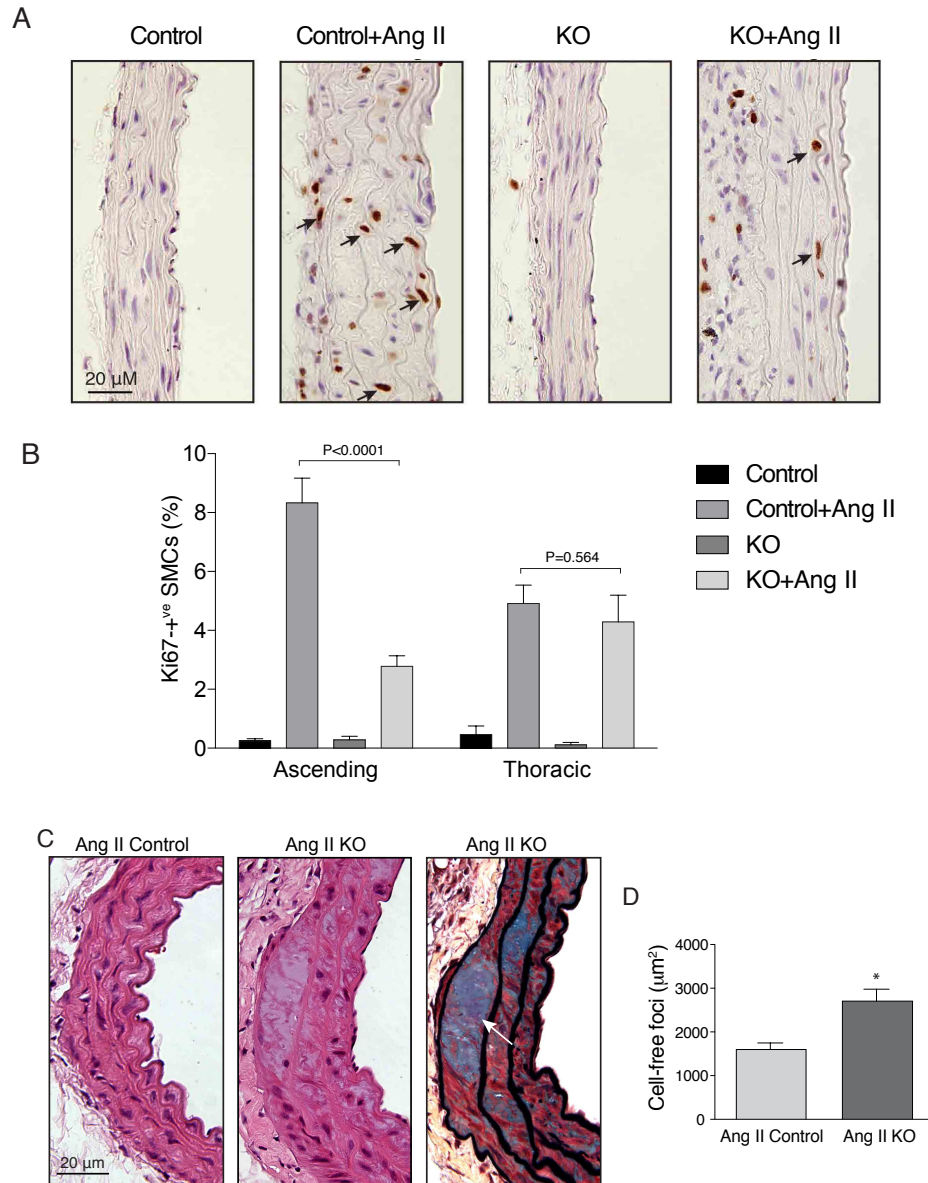 A
Control
Control+Ang II
KO
KO+Ang II
20 µM
B
Ki67-+ve SMCs (%)
10
8
6
4
2
0
P<0.0001
P=0.564
Ascending
Thoracic
Control
Control+Ang II
KO
KO+Ang II
C
Ang II Control
Ang II KO
Ang II KO
20 µm
D
Cell-free foci (µm²)
4000
3000
2000
1000
0
*
Ang II Control
Ang II KO